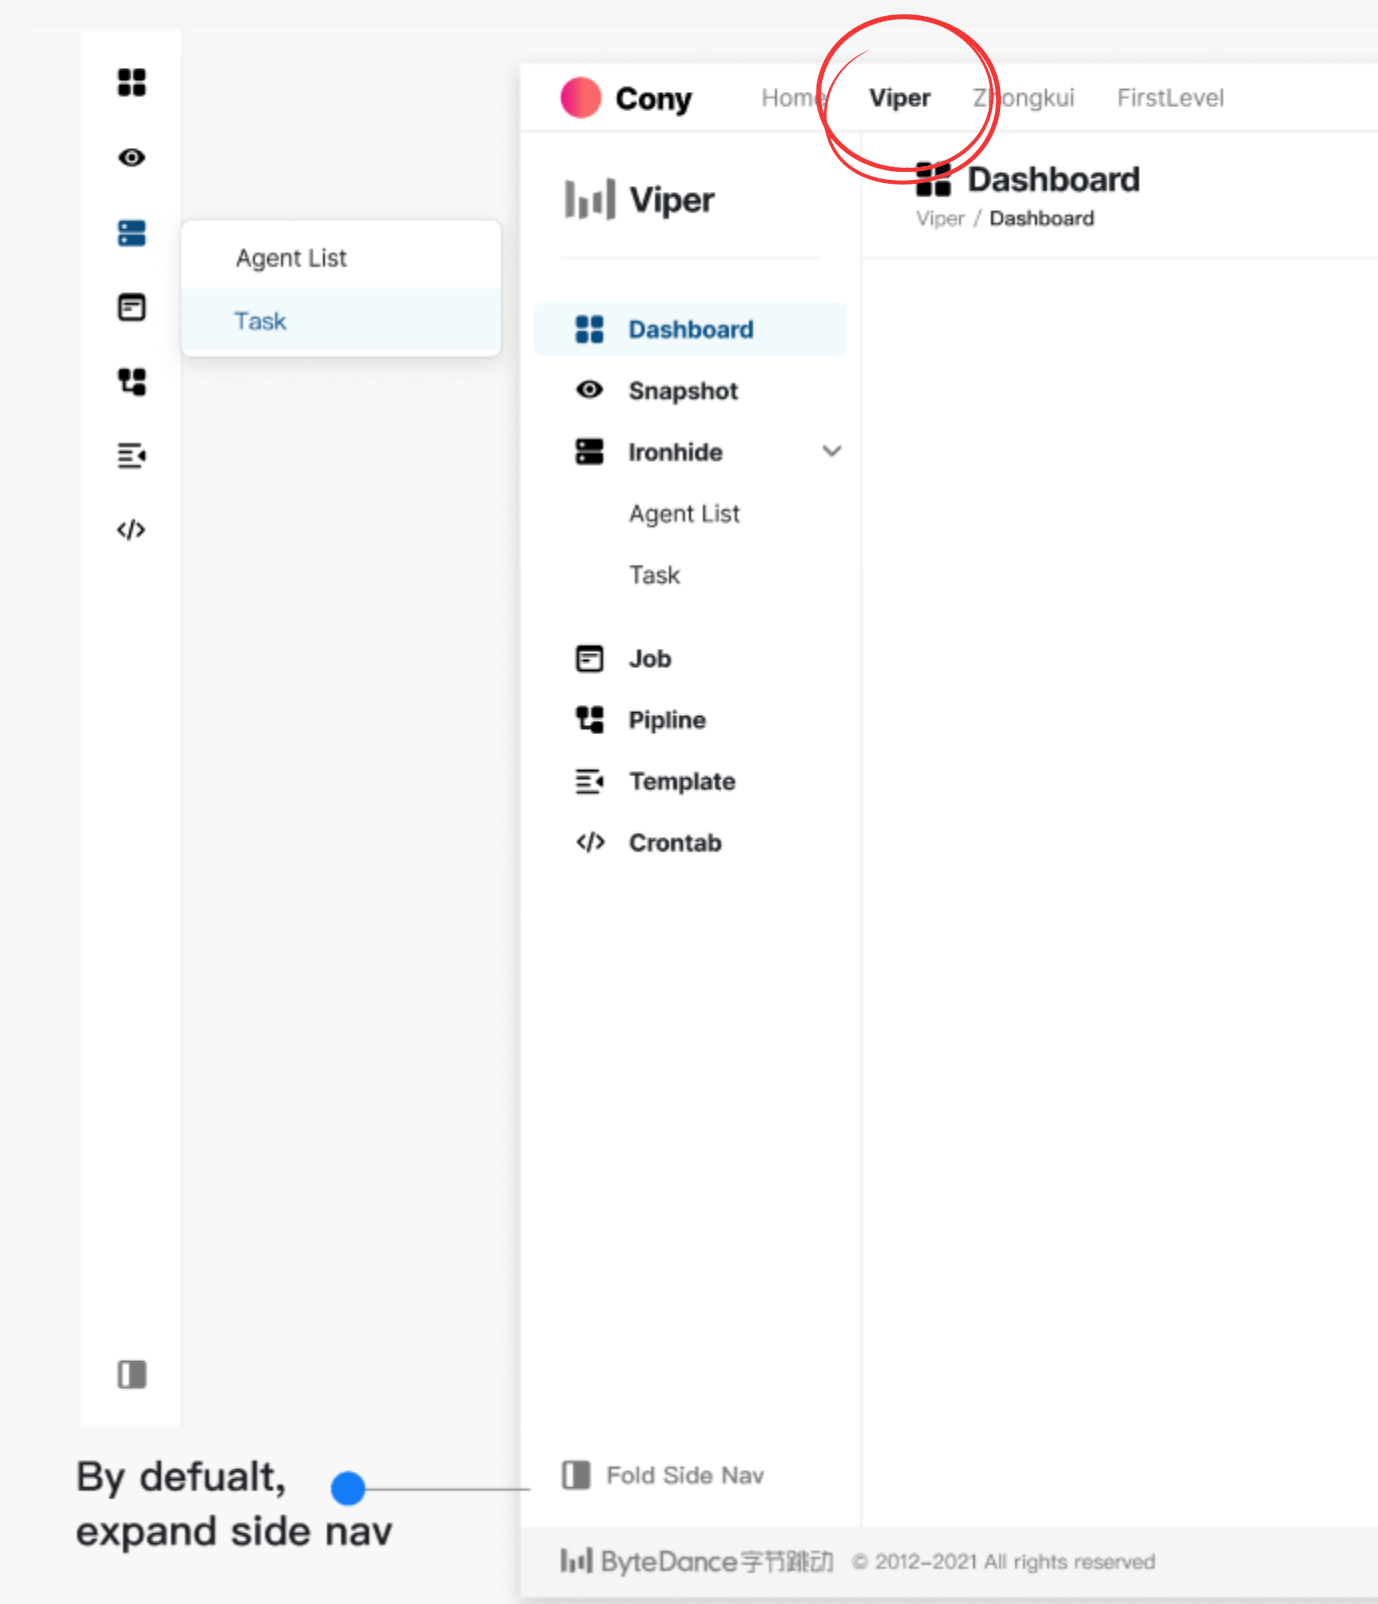 Cony
Home Viper Zhongkui FirstLevel
Viper
Dashboard
Viper / Dashboard
Agent List
Task
Dashboard
Snapshot
Ironhide
Agent List
Task
Job
Pipline
Template
Crontab
Fold Side Nav
By defualt,
expand side nav
ByteDance字节跳动 © 2012-2021 All rights reserved